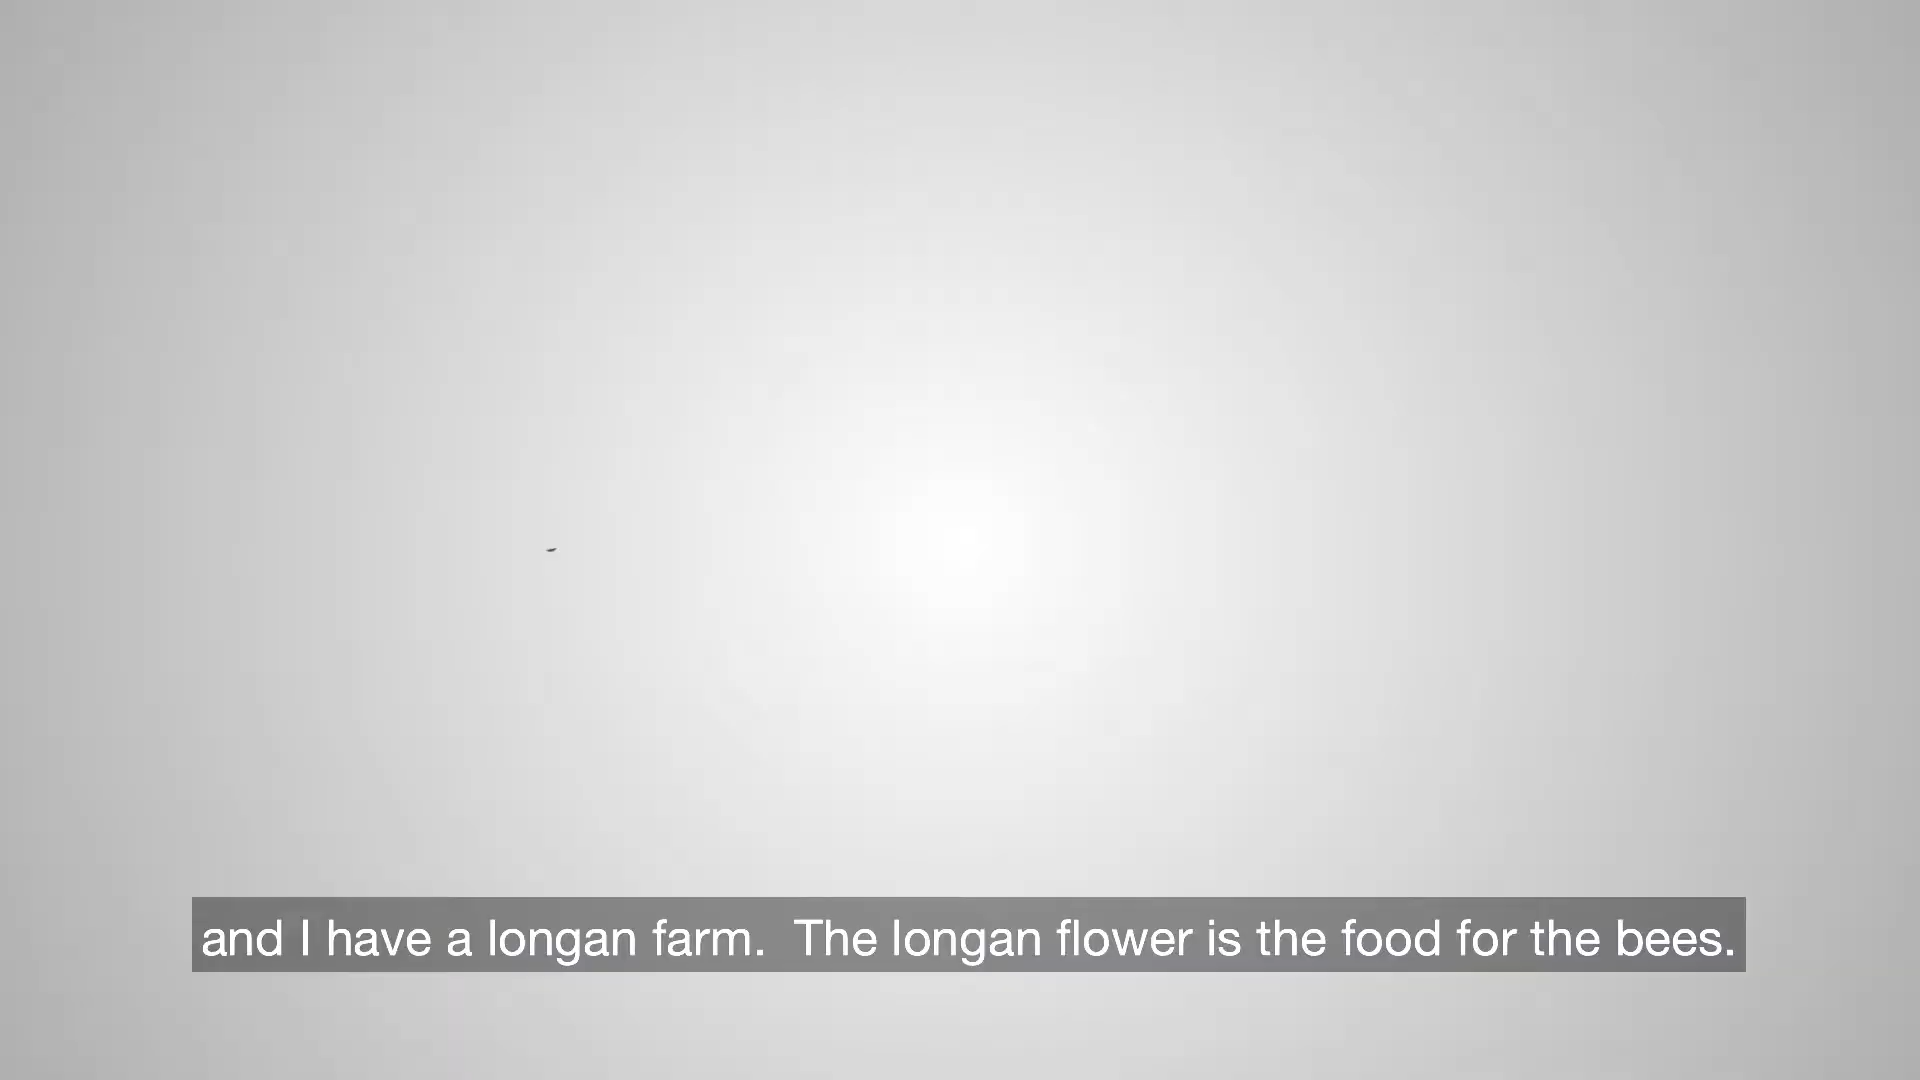 and I have a longan farm.  The longan flower is the food for the bees.